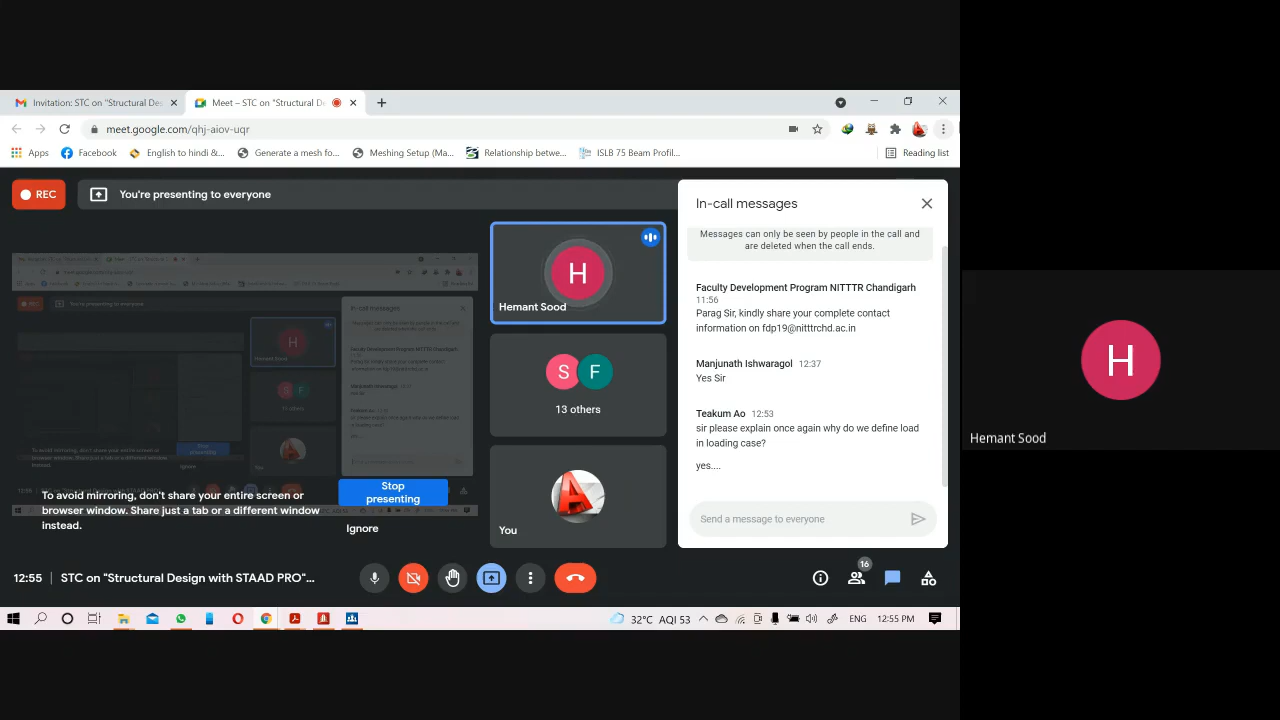 Invitation: STC on "Structural Des
Meet – STC on "Structural D
meet.google.com/qhj-aiov-uqr
Apps
Facebook
English to hindi &...
Generate a mesh fo...
Meshing Setup (Ma...
Relationship betwe...
ISLB 75 Beam Profil...
Reading list
REC
You're presenting to everyone
In-call messages
Messages can only be seen by people in the call and
are deleted when the call ends.
Faculty Development Program NITTTR Chandigarh
11:56
Parag Sir, kindly share your complete contact
information on fdp19@nitttrchd.ac.in
Manjunath Ishwaragol 12:37
Yes Sir
Teakum Ao 12:53
sir please explain once again why do we define load
in loading case?
yes....
Send a message to everyone
H
Hemant Sood
S F
13 others
You
To avoid mirroring, don't share your entire screen or
browser window. Share just a tab or a different window
instead.
Stop
presenting
Ignore
12:55 | STC on "Structural Design with STAAD PRO"...
16
32°C AQI 53
ENG
12:55 PM
H
Hemant Sood